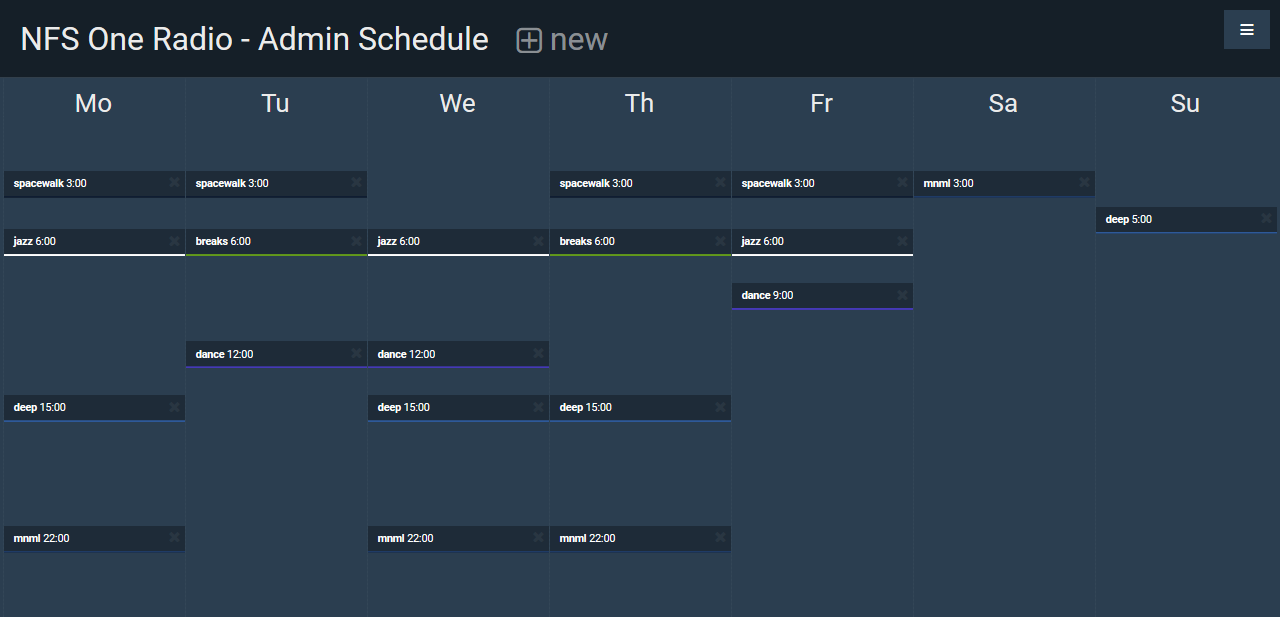 NFS One Radio - Admin Schedule new
Mo Tu We Th Fr Sa Su
spacewalk 3:00 spacewalk 3:00 spacewalk 3:00 spacewalk 3:00 mnml 3:00
deep 5:00
jazz 6:00 breaks 6:00 jazz 6:00 breaks 6:00 jazz 6:00
dance 9:00
dance 12:00 dance 12:00
deep 15:00 deep 15:00 deep 15:00
mnml 22:00 mnml 22:00 mnml 22:00